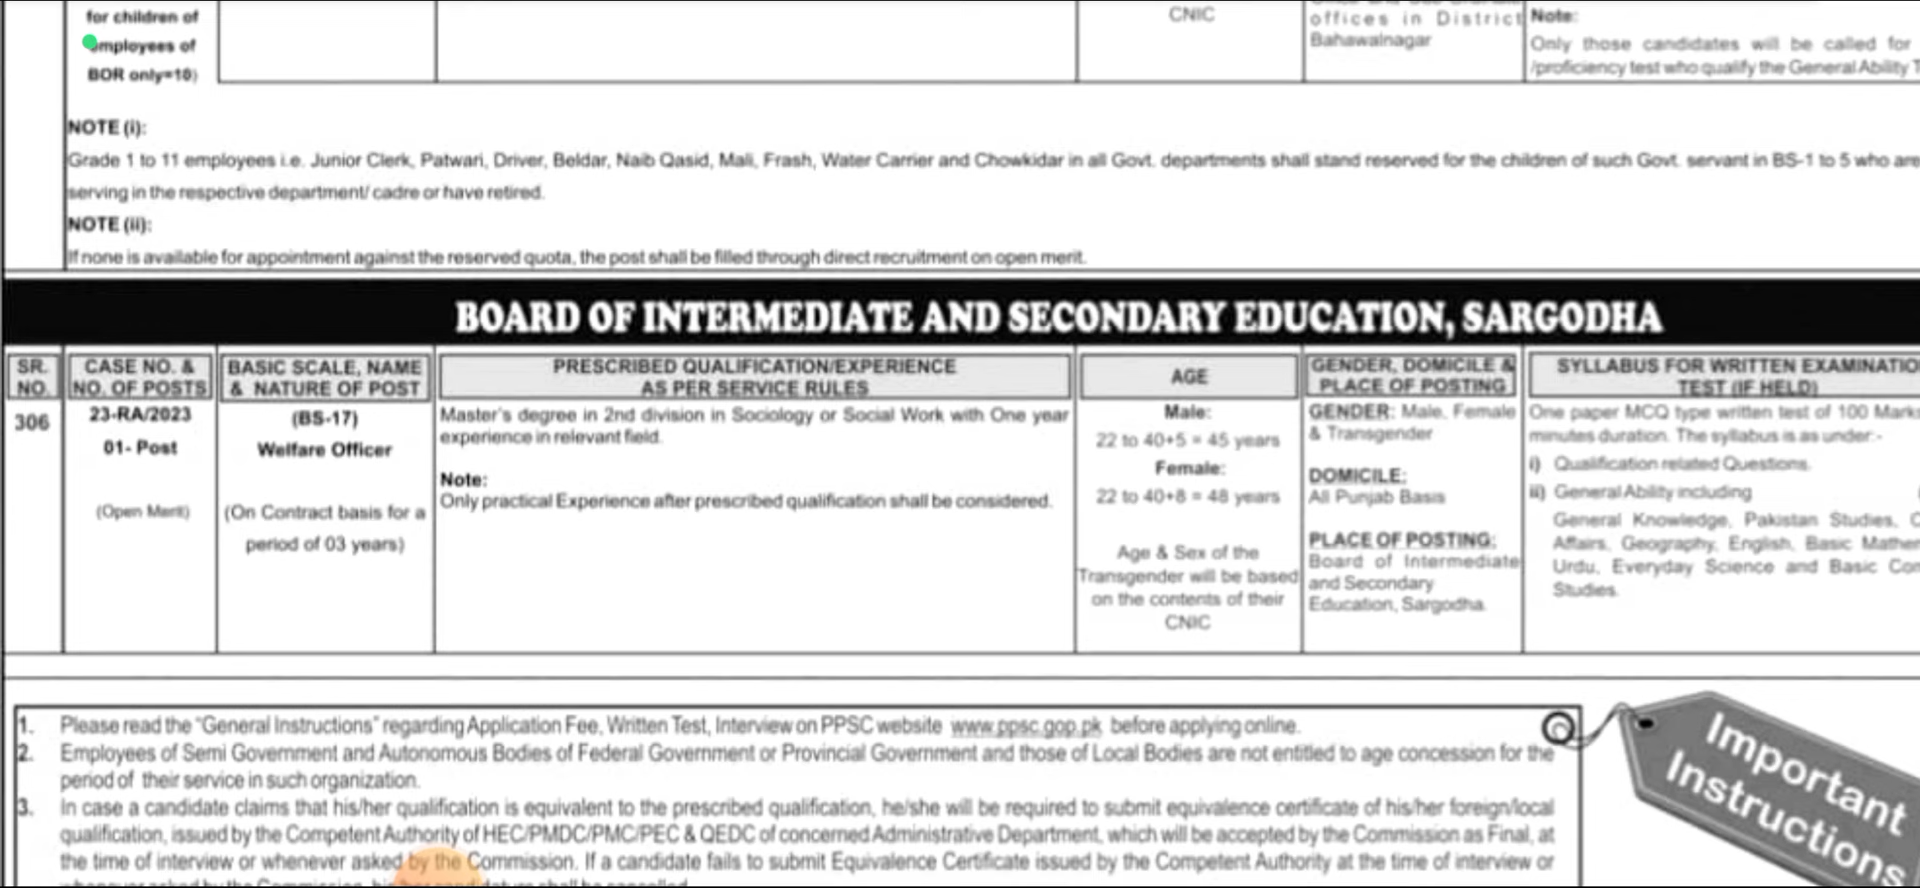 for children of
employees of
BOR only=10)
CNIC
offices in District
Bahawalnagar
Note:
Only those candidates will be called for
/proficiency test who qualify the General Ability
NOTE (i):
Grade 1 to 11 employees i.e. Junior Clerk, Patwari, Driver, Beldar, Naib Qasid, Mali, Frash, Water Carrier and Chowkidar in all Govt. departments shall stand reserved for the children of such Govt. servant in BS-1 to 5 who are
serving in the respective department/ cadre or have retired.
NOTE (ii):
If none is available for appointment against the reserved quota, the post shall be filled through direct recruitment on open merit.
BOARD OF INTERMEDIATE AND SECONDARY EDUCATION, SARGODHA
SR.
NO.
CASE NO. &
NO. OF POSTS
BASIC SCALE, NAME
& NATURE OF POST
PRESCRIBED QUALIFICATION/EXPERIENCE
AS PER SERVICE RULES
AGE
GENDER, DOMICILE &
PLACE OF POSTING
SYLLABUS FOR WRITTEN EXAMINATIO
TEST (IF HELD)
306
23-RA/2023
01- Post
(Open Merit)
(BS-17)
Welfare Officer
(On Contract basis for a
period of 03 years)
Master's degree in 2nd division in Sociology or Social Work with One year
experience in relevant field.
Note:
Only practical Experience after prescribed qualification shall be considered.
Male:
22 to 40+5 = 45 years
Female:
22 to 40+8 = 48 years
Age & Sex of the
Transgender will be based
on the contents of their
CNIC
GENDER: Male, Female
& Transgender
DOMICILE:
All Punjab Basis
PLACE OF POSTING:
Board of Intermediate
and Secondary
Education, Sargodha.
One paper MCQ type written test of 100 Marks
minutes duration. The syllabus is as under:-
i) Qualification related Questions.
ii) General Ability including
General Knowledge, Pakistan Studies,
Affairs, Geography, English, Basic Mathe
Urdu, Everyday Science and Basic Co
Studies.
1. Please read the "General Instructions" regarding Application Fee, Written Test, Interview on PPSC website www.ppsc.gop.pk before applying online.
2. Employees of Semi Government and Autonomous Bodies of Federal Government or Provincial Government and those of Local Bodies are not entitled to age concession for the
period of their service in such organization.
3. In case a candidate claims that his/her qualification is equivalent to the prescribed qualification, he/she will be required to submit equivalence certificate of his/her foreign/local
qualification, issued by the Competent Authority of HEC/PMDC/PMC/PEC & QEDC of concerned Administrative Department, which will be accepted by the Commission as Final, at
the time of interview or whenever asked by the Commission. If a candidate fails to submit Equivalence Certificate issued by the Competent Authority at the time of interview or
Important
Instructions